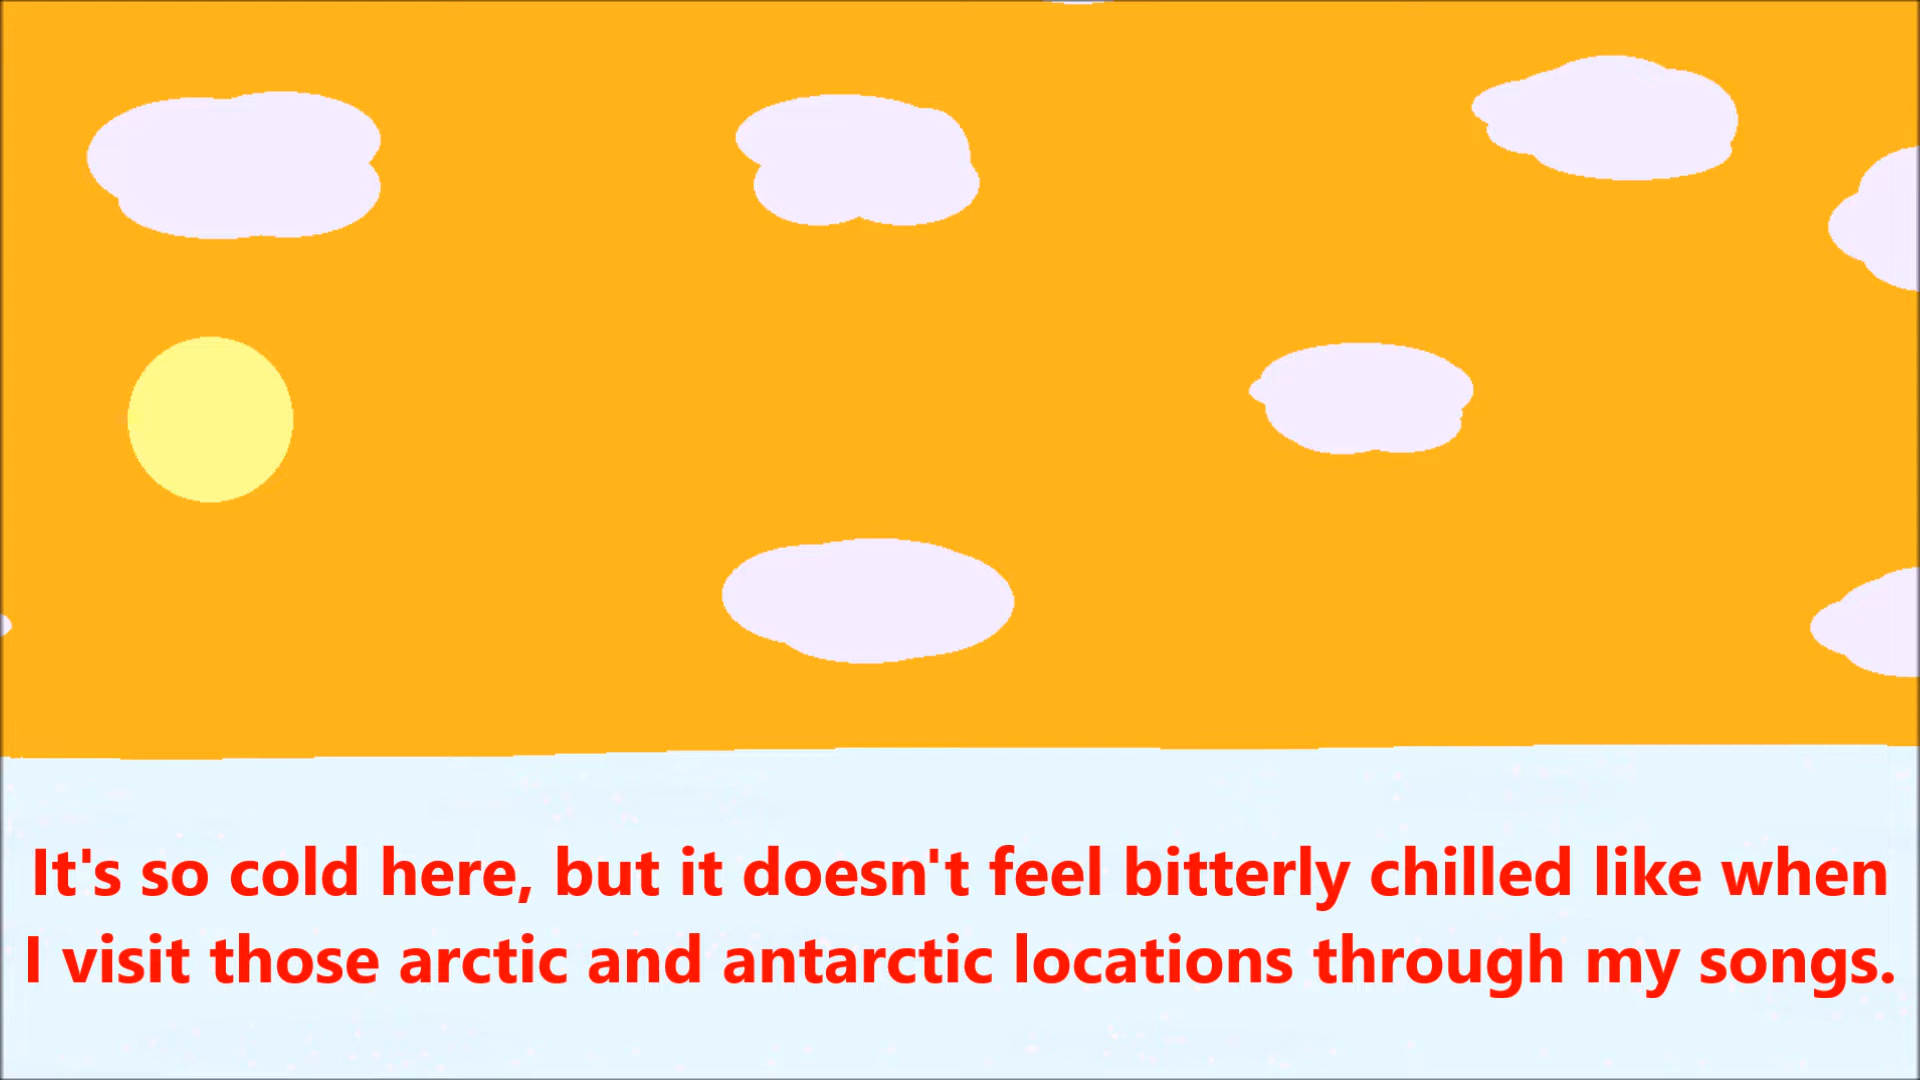 It's so cold here, but it doesn't feel bitterly chilled like when
I visit those arctic and antarctic locations through my songs.